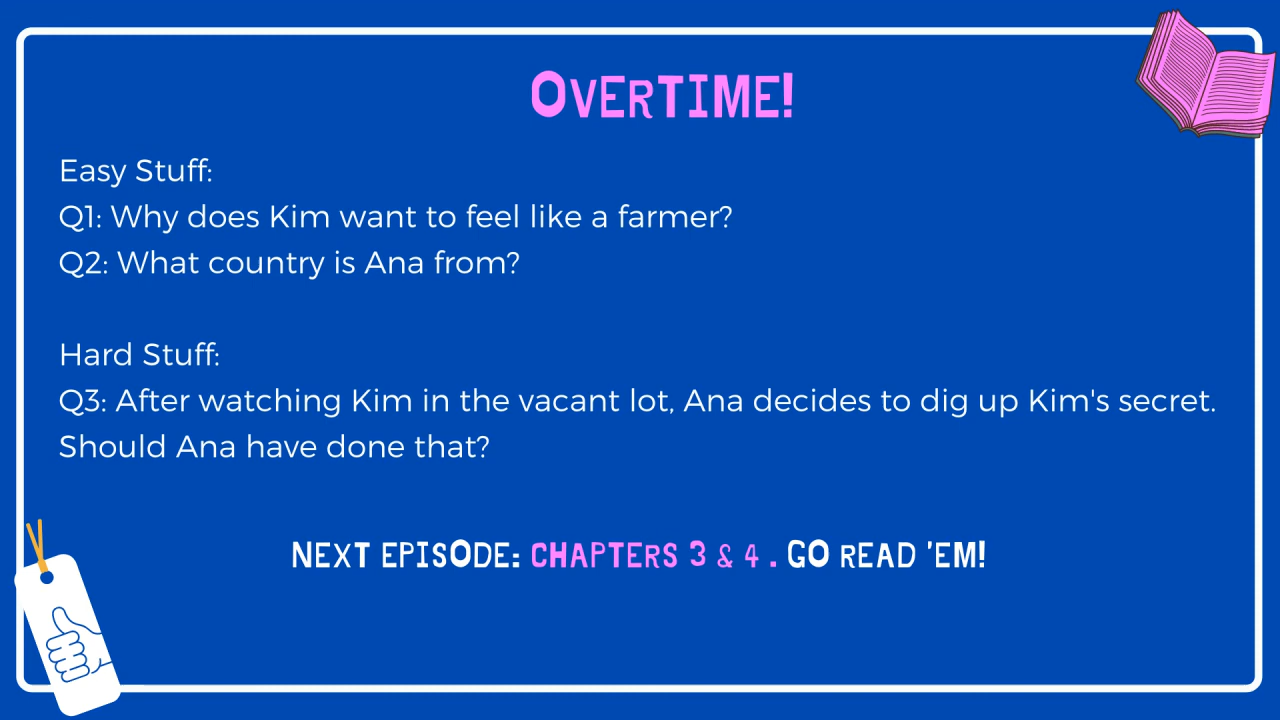 OVERTIME!
Easy Stuff:
Q1: Why does Kim want to feel like a farmer?
Q2: What country is Ana from?
Hard Stuff:
Q3: After watching Kim in the vacant lot, Ana decides to dig up Kim's secret.
Should Ana have done that?
NEXT EPISODE: CHAPTERS 3 & 4 . GO READ 'EM!